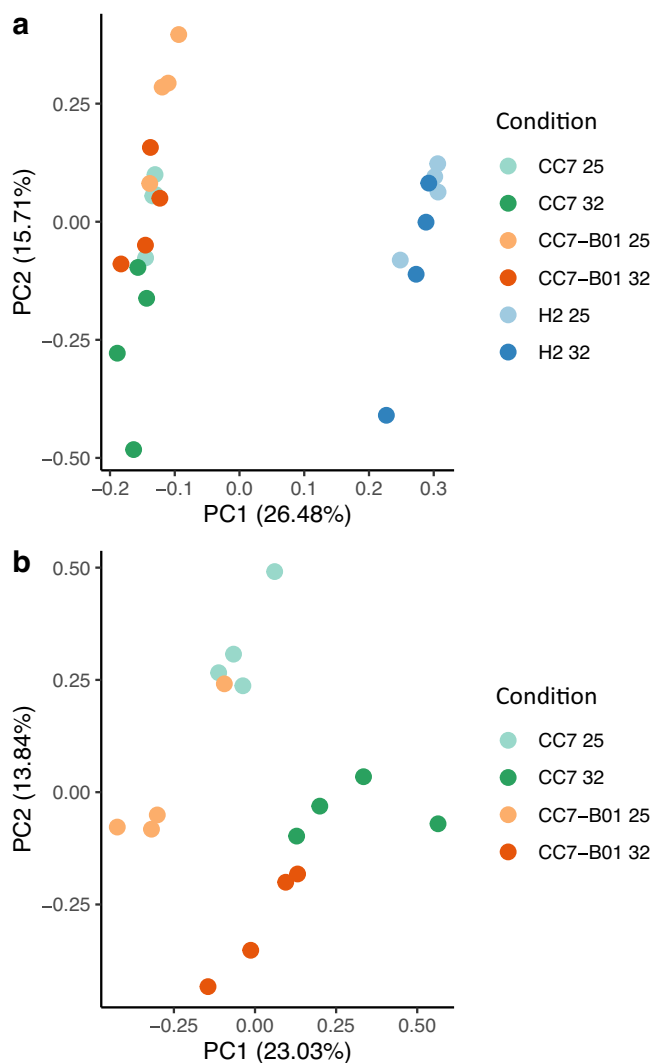 a
0.25
0.00
−0.25
−0.50
PC2 (15.71%)
−0.2
−0.1
0.0
0.1
0.2
0.3
PC1 (26.48%)
Condition
CC7 25
CC7 32
CC7−B01 25
CC7−B01 32
H2 25
H2 32
b
0.50
0.25
0.00
−0.25
PC2 (13.84%)
−0.25
0.00
0.25
0.50
PC1 (23.03%)
Condition
CC7 25
CC7 32
CC7−B01 25
CC7−B01 32